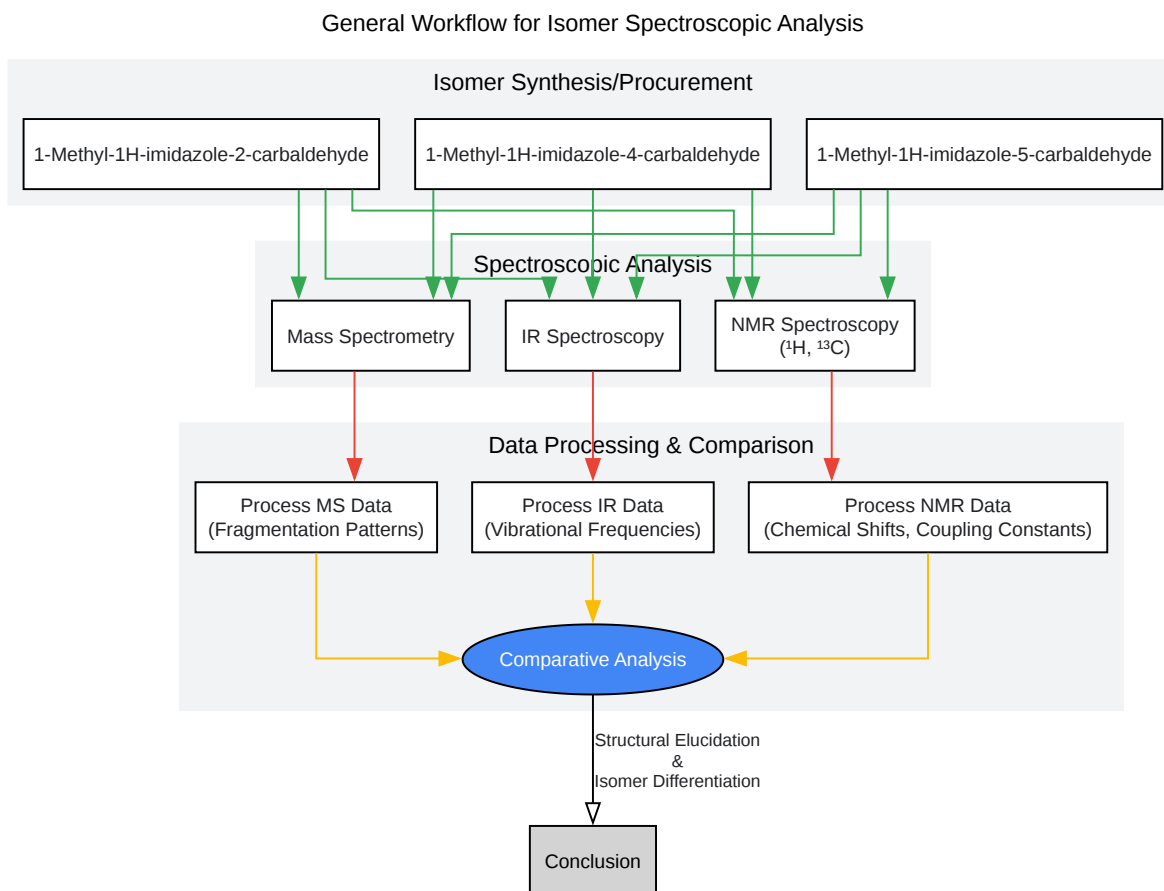 General Workflow for Isomer Spectroscopic Analysis
Isomer Synthesis/Procurement
1-Methyl-1H-imidazole-2-carbaldehyde
1-Methyl-1H-imidazole-4-carbaldehyde
1-Methyl-1H-imidazole-5-carbaldehyde
Spectroscopic Analysis
Mass Spectrometry
IR Spectroscopy
NMR Spectroscopy
(¹H, ¹³C)
Data Processing & Comparison
Process MS Data
(Fragmentation Patterns)
Process IR Data
(Vibrational Frequencies)
Process NMR Data
(Chemical Shifts, Coupling Constants)
Comparative Analysis
Structural Elucidation
&
Isomer Differentiation
Conclusion